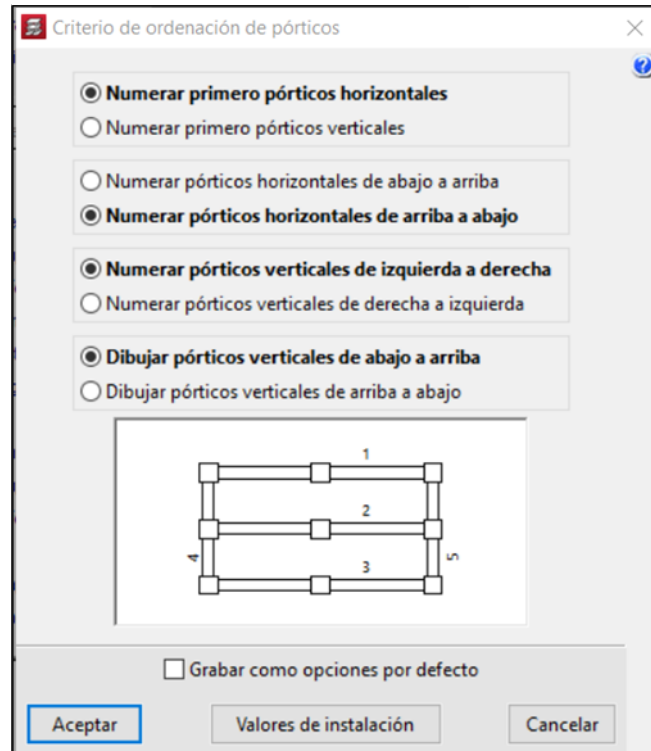 Criterio de ordenación de pórticos
Numerar primero pórticos horizontales
Numerar primero pórticos verticales
Numerar pórticos horizontales de abajo a arriba
Numerar pórticos horizontales de arriba a abajo
Numerar pórticos verticales de izquierda a derecha
Numerar pórticos verticales de derecha a izquierda
Dibujar pórticos verticales de abajo a arriba
Dibujar pórticos verticales de arriba a abajo
1
2
4
5
3
Grabar como opciones por defecto
Aceptar
Valores de instalación
Cancelar